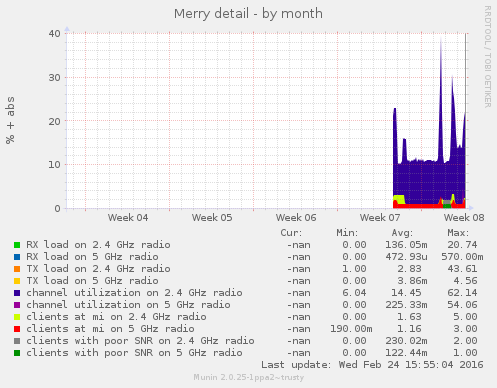 Merry detail - by month
RRDTOOL / TOBI OETIKER
% + abs
40
30
20
10
0
Week 04 Week 05 Week 06 Week 07 Week 08
Cur: Min: Avg: Max:
RX load on 2.4 GHz radio -nan 0.00 136.05m 20.74
RX load on 5 GHz radio -nan 0.00 472.93u 570.00m
TX load on 2.4 GHz radio -nan 1.00 2.83 43.61
TX load on 5 GHz radio -nan 0.00 3.86m 4.56
channel utilization on 2.4 GHz radio -nan 6.04 14.45 62.14
channel utilization on 5 GHz radio -nan 0.00 225.33m 54.06
clients at mi on 2.4 GHz radio -nan 0.00 1.63 5.00
clients at mi on 5 GHz radio -nan 190.00m 1.16 3.00
clients with poor SNR on 2.4 GHz radio -nan 0.00 230.02m 2.00
clients with poor SNR on 5 GHz radio -nan 0.00 122.44m 1.00
Last update: Wed Feb 24 15:55:04 2016
Munin 2.0.25-1ppa2~trusty